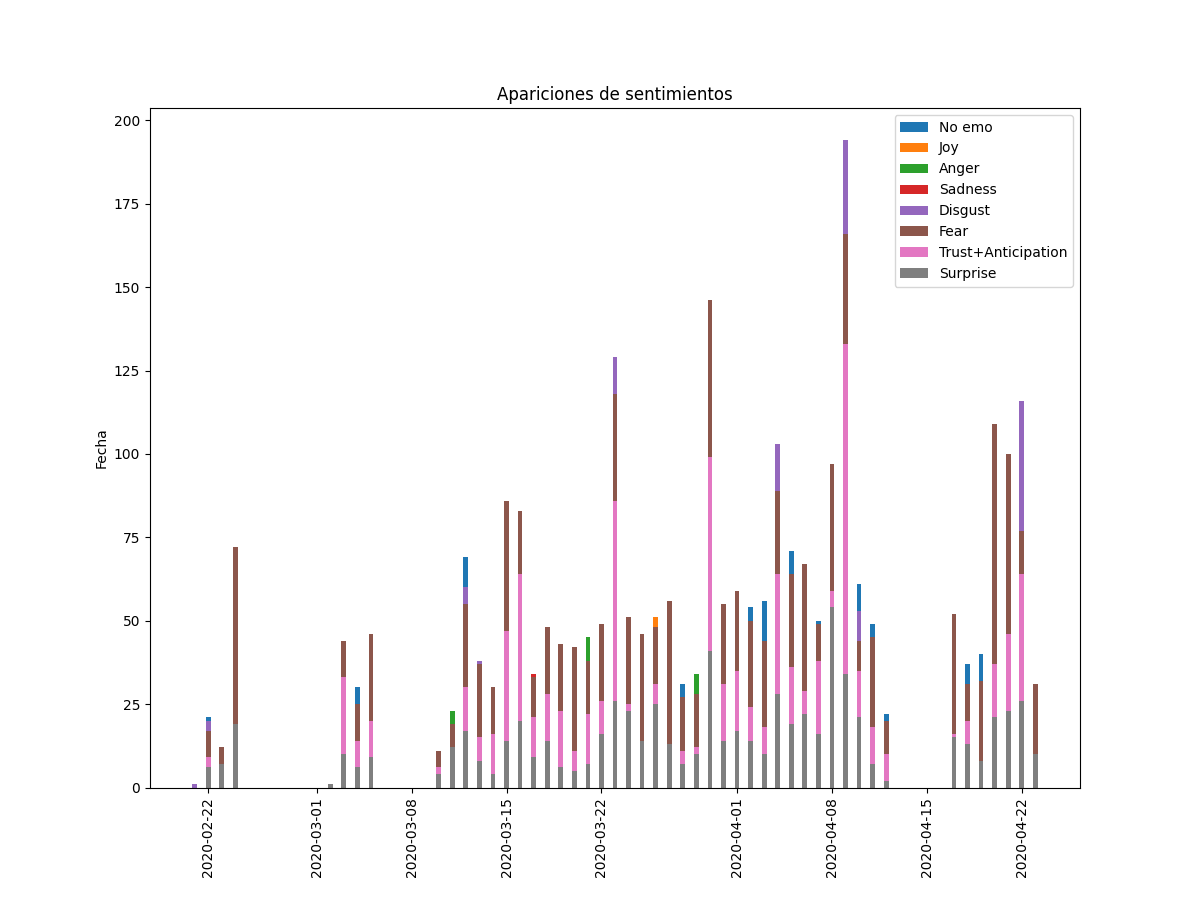 Apariciones de sentimientos
200
175
150
125
100
75
50
25
0
Fecha
No emo
Joy
Anger
Sadness
Disgust
Fear
Trust+Anticipation
Surprise
2020-02-22
2020-03-01
2020-03-08
2020-03-15
2020-03-22
2020-04-01
2020-04-08
2020-04-15
2020-04-22